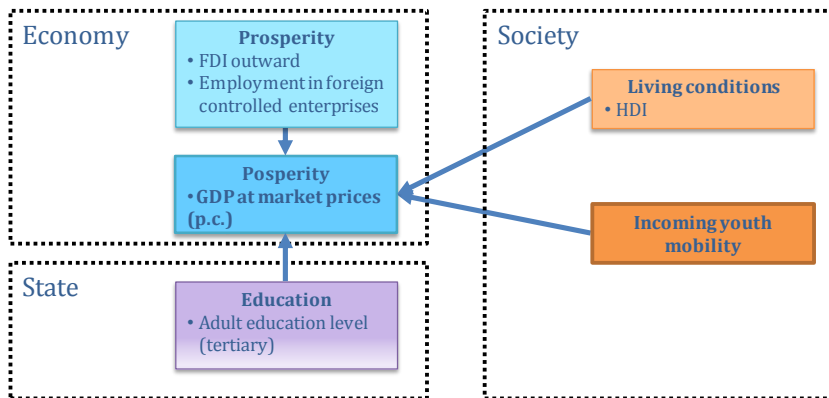 Economy
Prosperity
• FDI outward
• Employment in foreign
controlled enterprises
Posperity
• GDP at market prices
(p.c.)
State
Education
• Adult education level
(tertiary)
Society
Living conditions
• HDI
Incoming youth
mobility